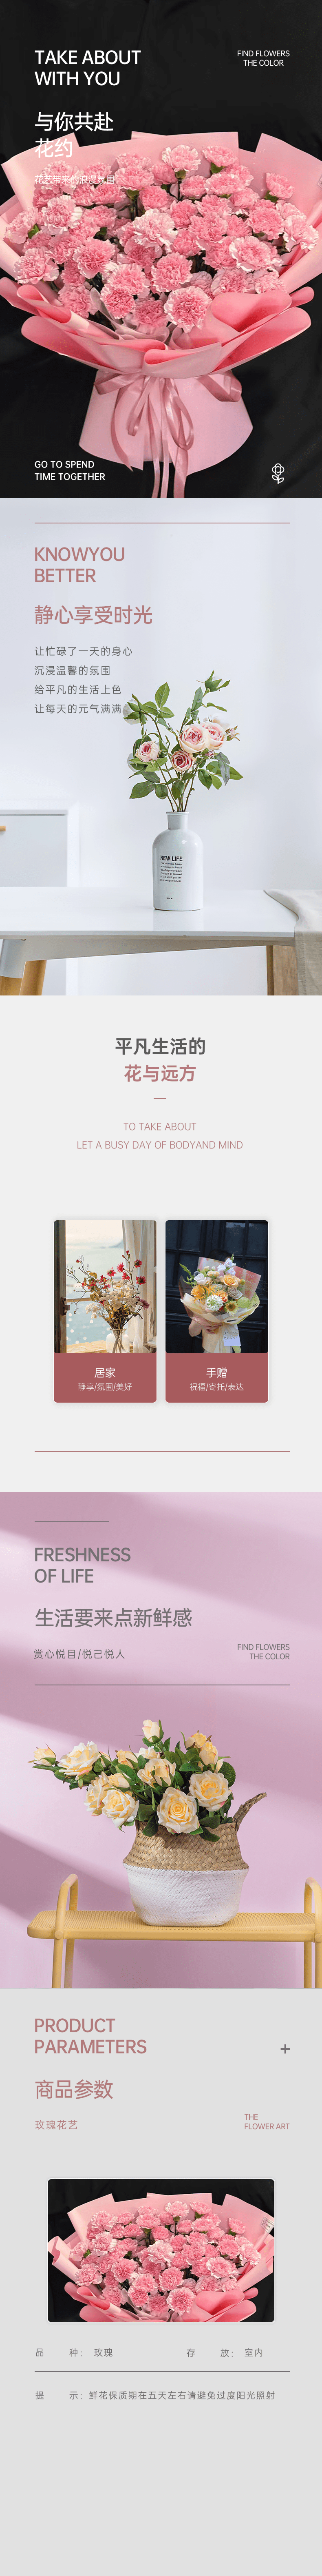 TAKE ABOUT
WITH YOU
FIND FLOWERS
THE COLOR
与你共赴
花约
花艺带来的浪漫氛围
GO TO SPEND
TIME TOGETHER
KNOWYOU
BETTER
静心享受时光
让忙碌了一天的身心
沉浸温馨的氛围
给平凡的生活上色
让每天的元气满满
NEW LIFE
平凡生活的
花与远方
TO TAKE ABOUT
LET A BUSY DAY OF BODYAND MIND
居家
静享/氛围/美好
手赠
祝福/寄托/表达
FRESHNESS
OF LIFE
生活要来点新鲜感
赏心悦目/悦己悦人
FIND FLOWERS
THE COLOR
PRODUCT
PARAMETERS
+
商品参数
玫瑰花艺
THE
FLOWER ART
品 种： 玫瑰
存 放： 室内
提 示：鲜花保质期在五天左右请避免过度阳光照射